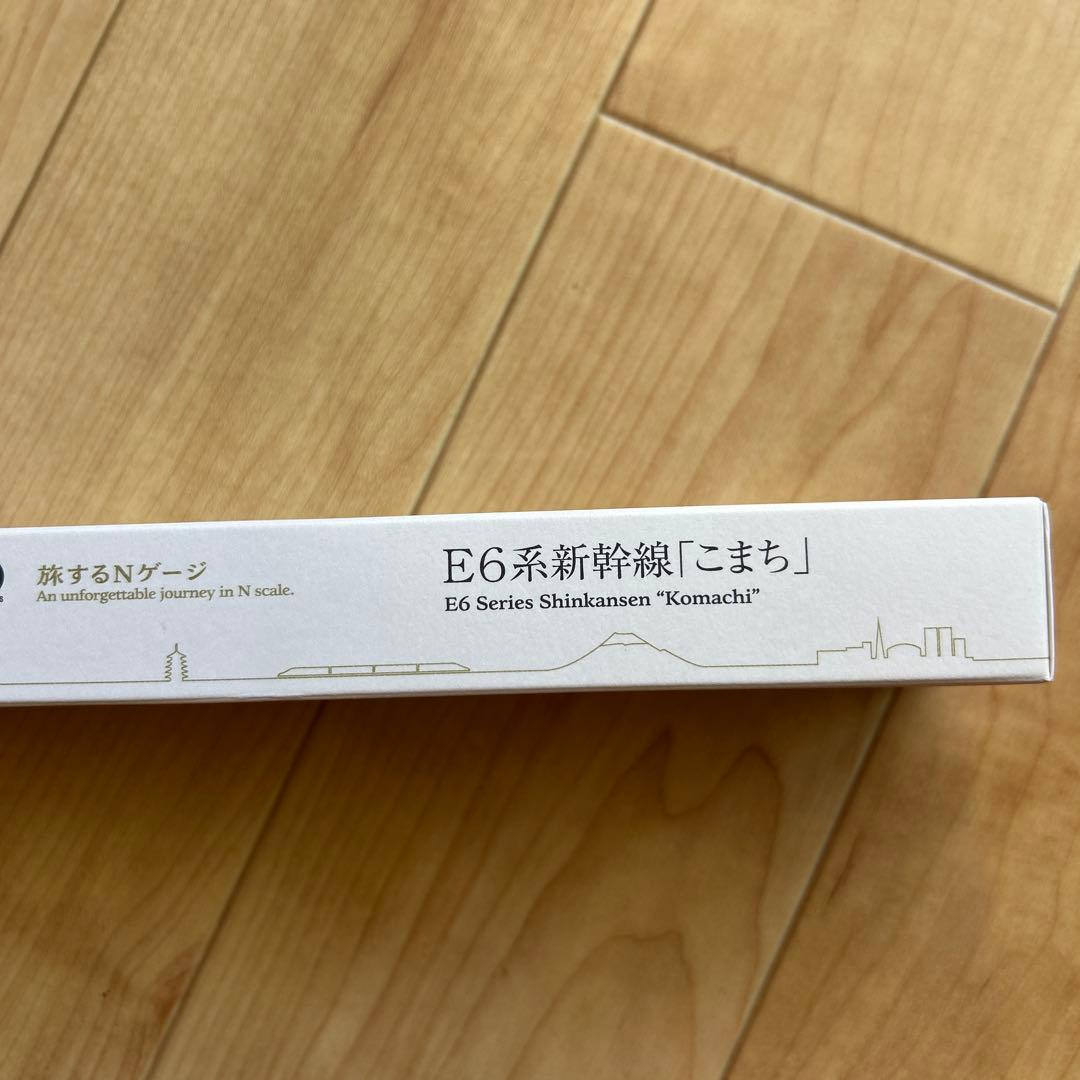 旅するNゲージ
An unforgettable journey in N scale.
E6系新幹線「こまち」
E6 Series Shinkansen “Komachi”